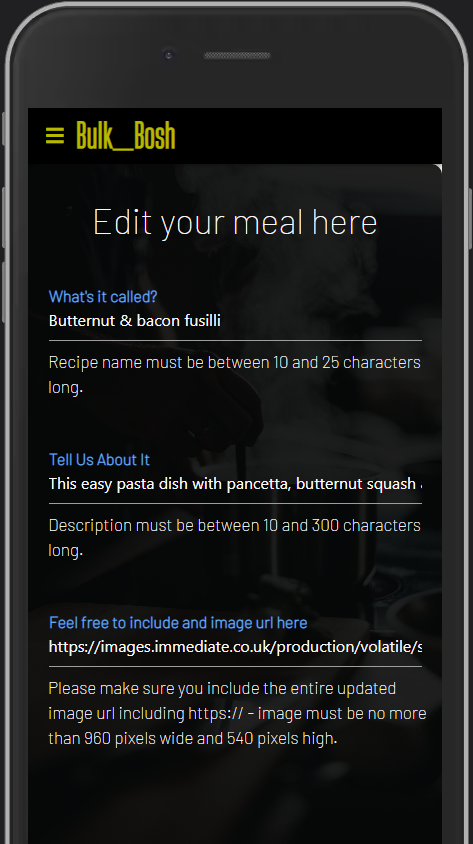 Bulk_Bosh
Edit your meal here
What's it called?
Butternut & bacon fusilli
Recipe name must be between 10 and 25 characters
long.
Tell Us About It
This easy pasta dish with pancetta, butternut squash
Description must be between 10 and 300 characters
long.
Feel free to include and image url here
https://images.immediate.co.uk/production/volatile/s
Please make sure you include the entire updated
image url including https:// - image must be no more
than 960 pixels wide and 540 pixels high.